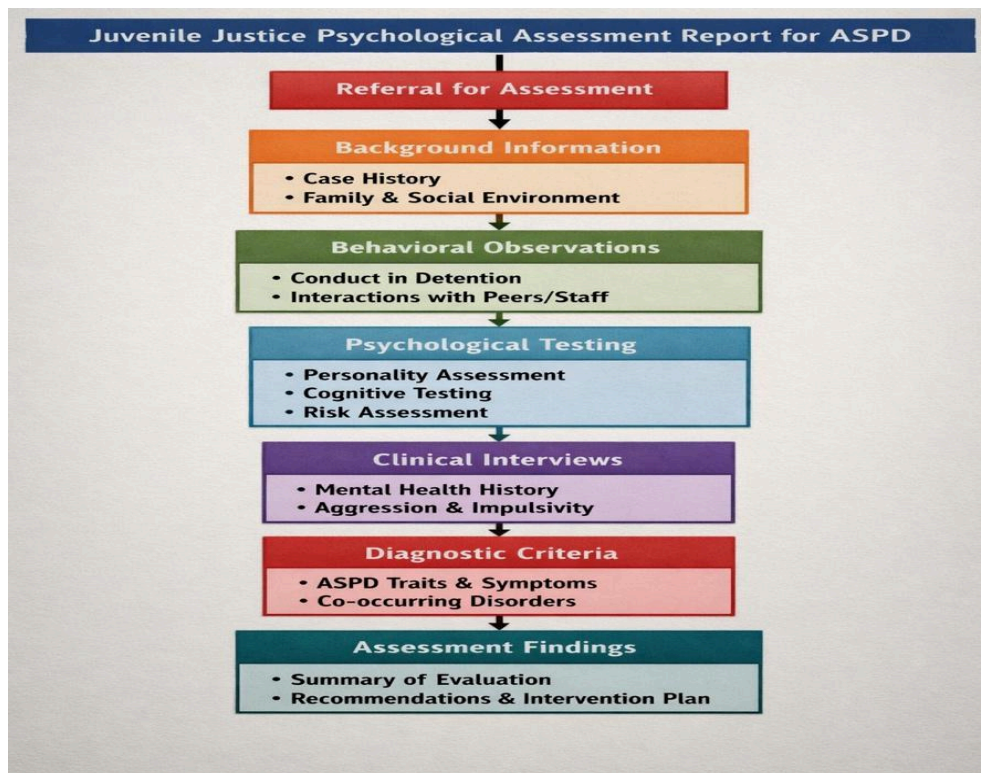 Juvenile Justice Psychological Assessment Report for ASPD
Referral for Assessment
Background Information
• Case History
• Family & Social Environment
Behavioral Observations
• Conduct in Detention
• Interactions with Peers/Staff
Psychological Testing
• Personality Assessment
• Cognitive Testing
• Risk Assessment
Clinical Interviews
• Mental Health History
• Aggression & Impulsivity
Diagnostic Criteria
• ASPD Traits & Symptoms
• Co-occurring Disorders
Assessment Findings
• Summary of Evaluation
• Recommendations & Intervention Plan